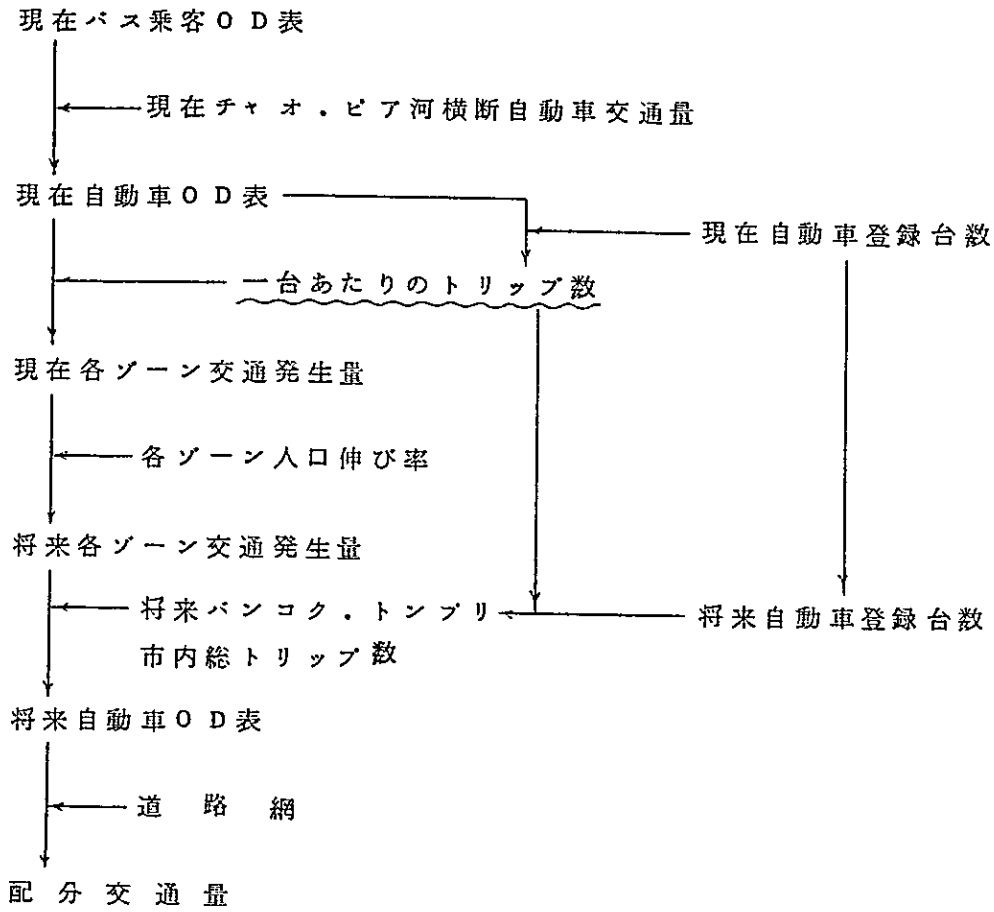 現在バス乗客OD表
現在チャオ.ピア河横断自動車交通量
現在自動車OD表
現在自動車登録台数
一台あたりのトリップ数
現在各ゾーン交通発生量
各ゾーン人口伸び率
将来各ゾーン交通発生量
将来バンコク.トンブリ
市内総トリップ数
将来自動車登録台数
将来自動車OD表
道路網
配分交通量